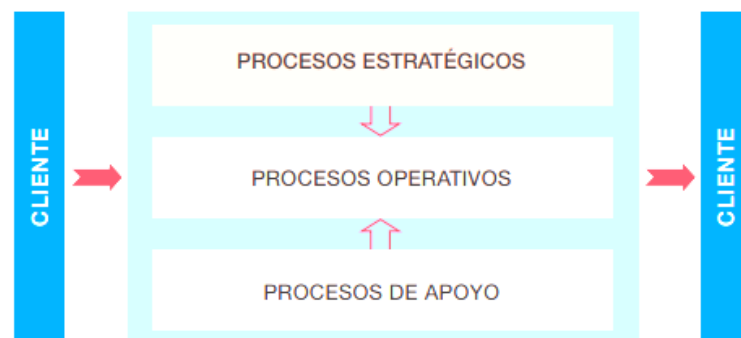 CLIENTE
PROCESOS ESTRATÉGICOS
PROCESOS OPERATIVOS
PROCESOS DE APOYO
CLIENTE